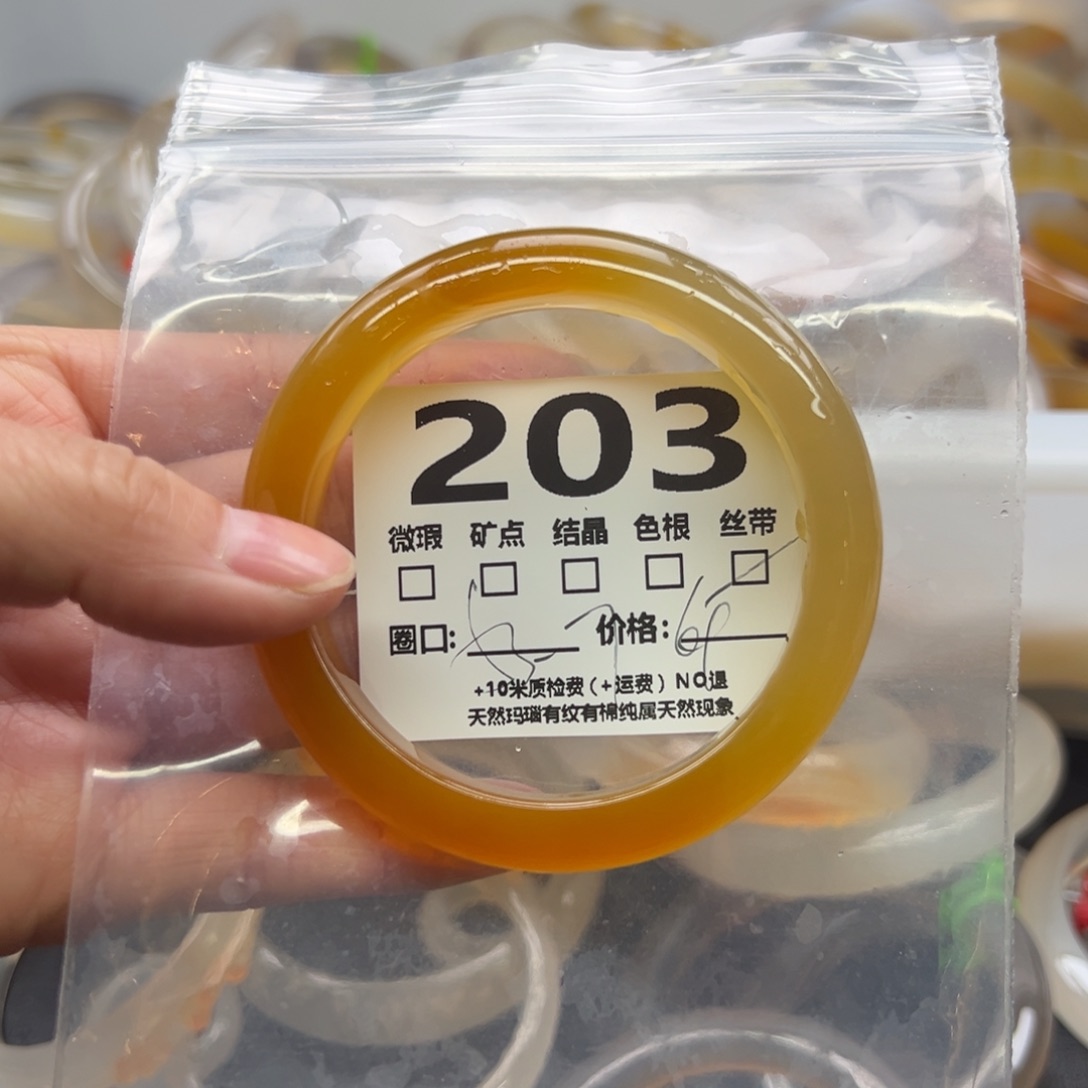 203
微瑕 矿点 结晶 色根 丝带
圈口: 价格:
+10米质检费(+运费) NO退
天然玛瑙有纹有棉纯属天然现象